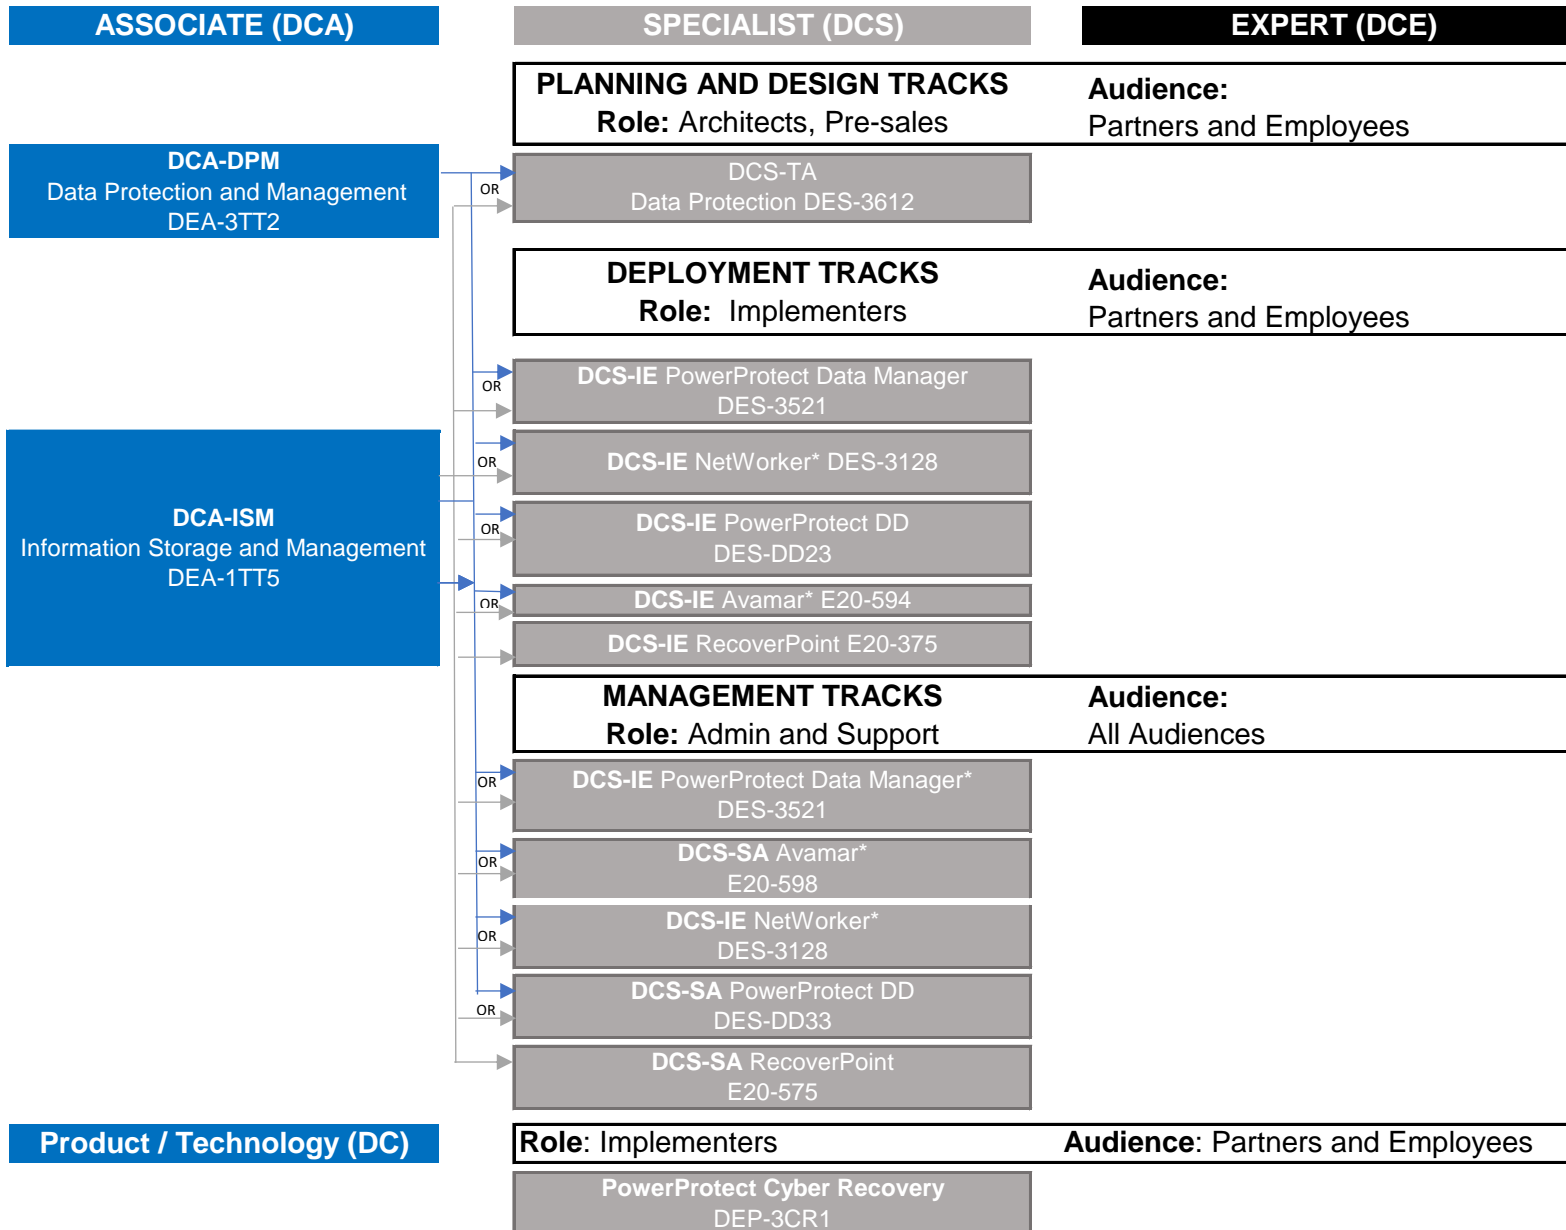 ASSOCIATE (DCA)
SPECIALIST (DCS)
EXPERT (DCE)
PLANNING AND DESIGN TRACKS
Role: Architects, Pre-sales
Audience:
Partners and Employees
DCA-DPM
Data Protection and Management
DEA-3TT2
OR
DCS-TA
Data Protection DES-3612
DEPLOYMENT TRACKS
Role: Implementers
Audience:
Partners and Employees
OR
DCS-IE PowerProtect Data Manager
DES-3521
OR
DCS-IE NetWorker* DES-3128
DCA-ISM
Information Storage and Management
DEA-1TT5
OR
DCS-IE PowerProtect DD
DES-DD23
OR
DCS-IE Avamar* E20-594
DCS-IE RecoverPoint E20-375
MANAGEMENT TRACKS
Role: Admin and Support
Audience:
All Audiences
OR
DCS-IE PowerProtect Data Manager*
DES-3521
OR
DCS-SA Avamar*
E20-598
OR
DCS-IE NetWorker*
DES-3128
OR
DCS-SA PowerProtect DD
DES-DD33
DCS-SA RecoverPoint
E20-575
Product / Technology (DC)
Role: Implementers
Audience: Partners and Employees
PowerProtect Cyber Recovery
DEP-3CR1